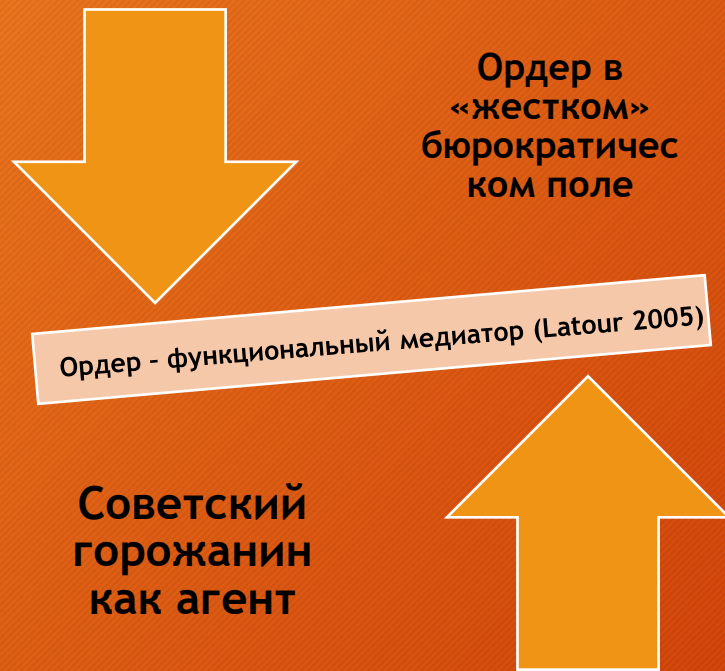 Ордер в
«жестком»
бюрократичес
ком поле
Ордер - функциональный медиатор (Latour 2005)
Советский
горожанин
как агент